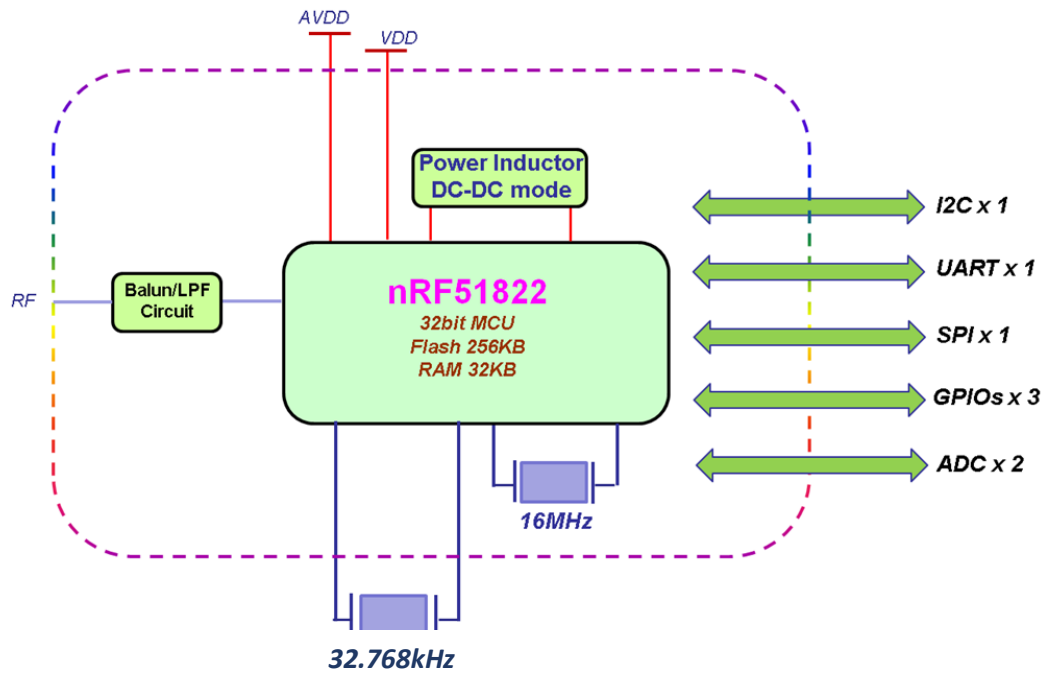 AVDD
VDD
Power Inductor
DC-DC mode
I2C x 1
UART x 1
nRF51822
32bit MCU
Flash 256KB
RAM 32KB
RF
Balun/LPF
Circuit
SPI x 1
GPIOs x 3
ADC x 2
16MHz
32.768kHz